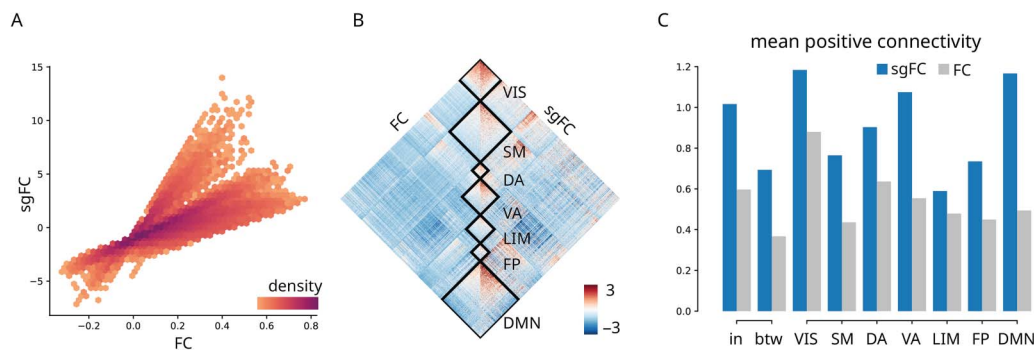 A
15
10
5
0
−5
sgFC
−0.2 0.0 0.2 0.4 0.6 0.8
FC
density
B
FC
sgFC
VIS
SM
DA
VA
LIM
FP
DMN
3
−3
C
mean positive connectivity
sgFC FC
1.2
1.0
0.8
0.6
0.4
0.2
0.0
in btw VIS SM DA VA LIM FP DMN